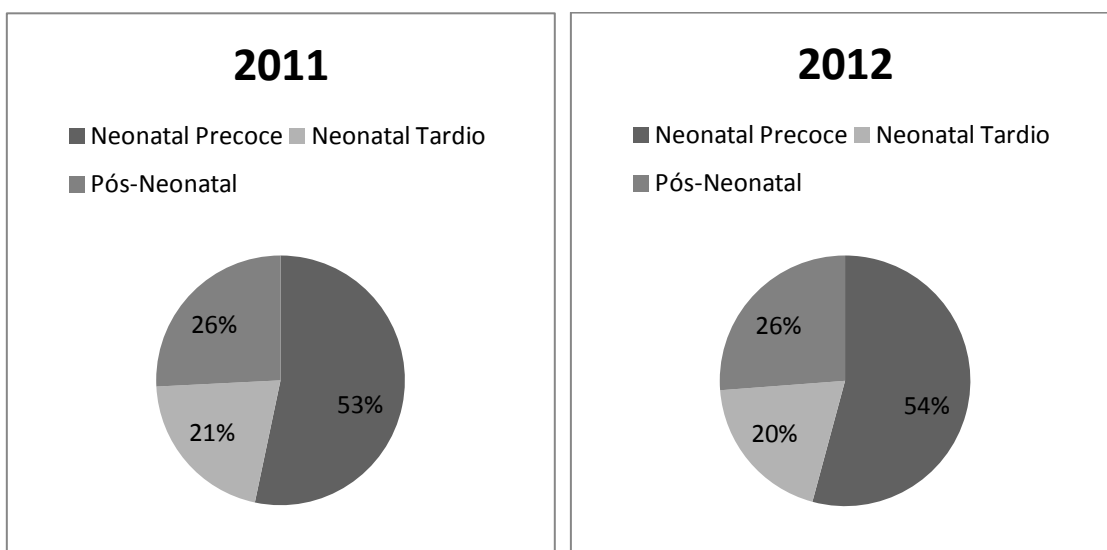 2011
Neonatal Precoce Neonatal Tardio
Pós-Neonatal
26%
53%
21%
2012
Neonatal Precoce Neonatal Tardio
Pós-Neonatal
26%
54%
20%